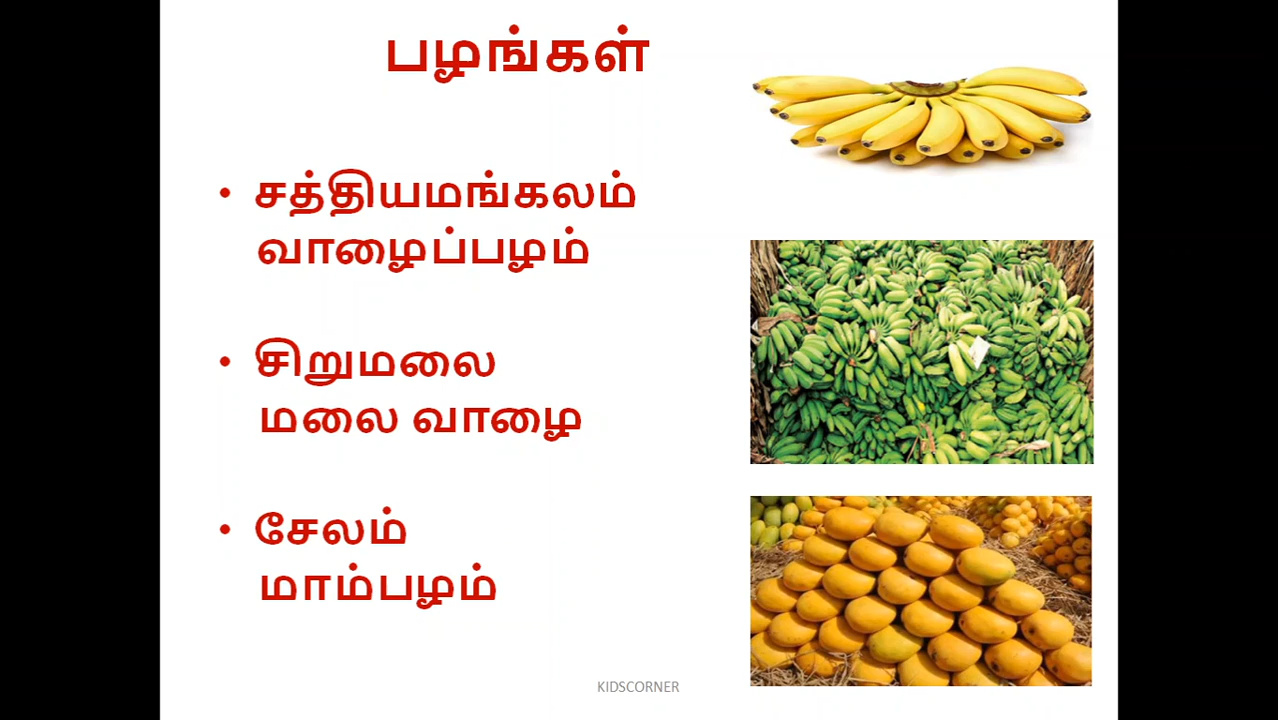 பழங்கள்
• சத்தியமங்கலம்
வாழைப்பழம்
• சிறுமலை
மலை வாழை
• சேலம்
மாம்பழம்
KIDSCORNER